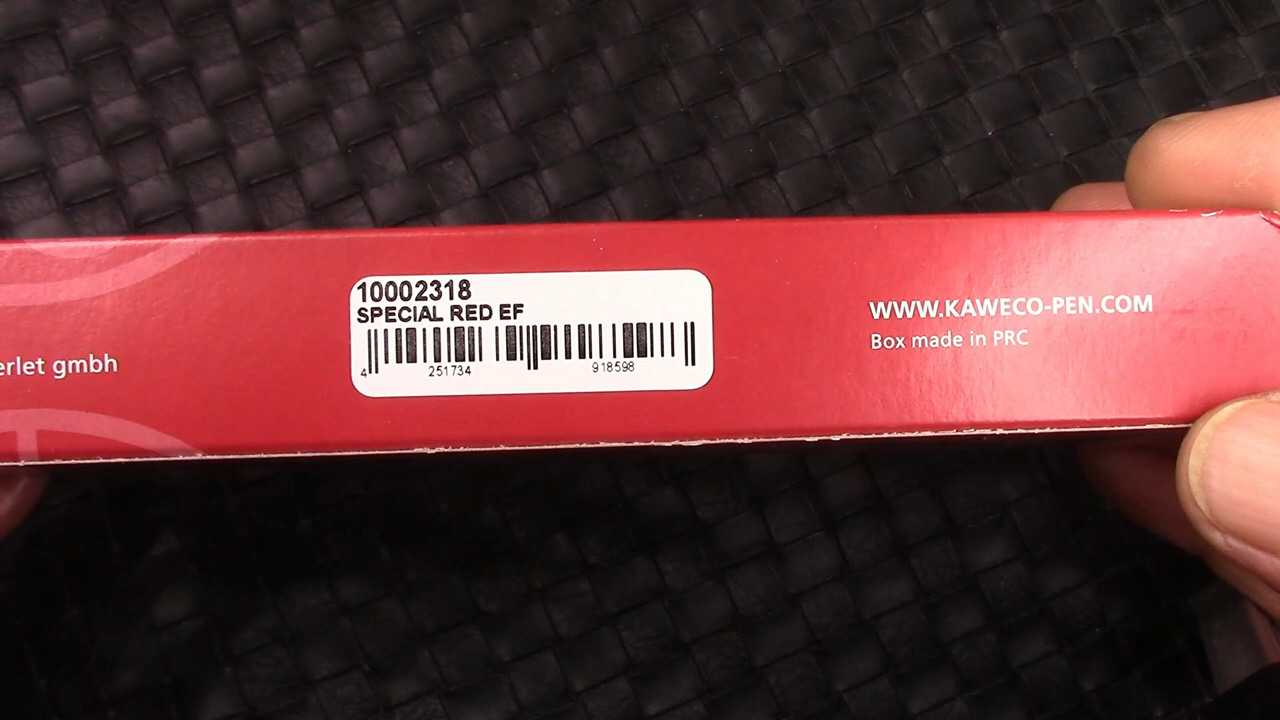 erlet gmbh
10002318
SPECIAL RED EF
4 251734 918598
WWW.KAWECO-PEN.COM
Box made in PRC